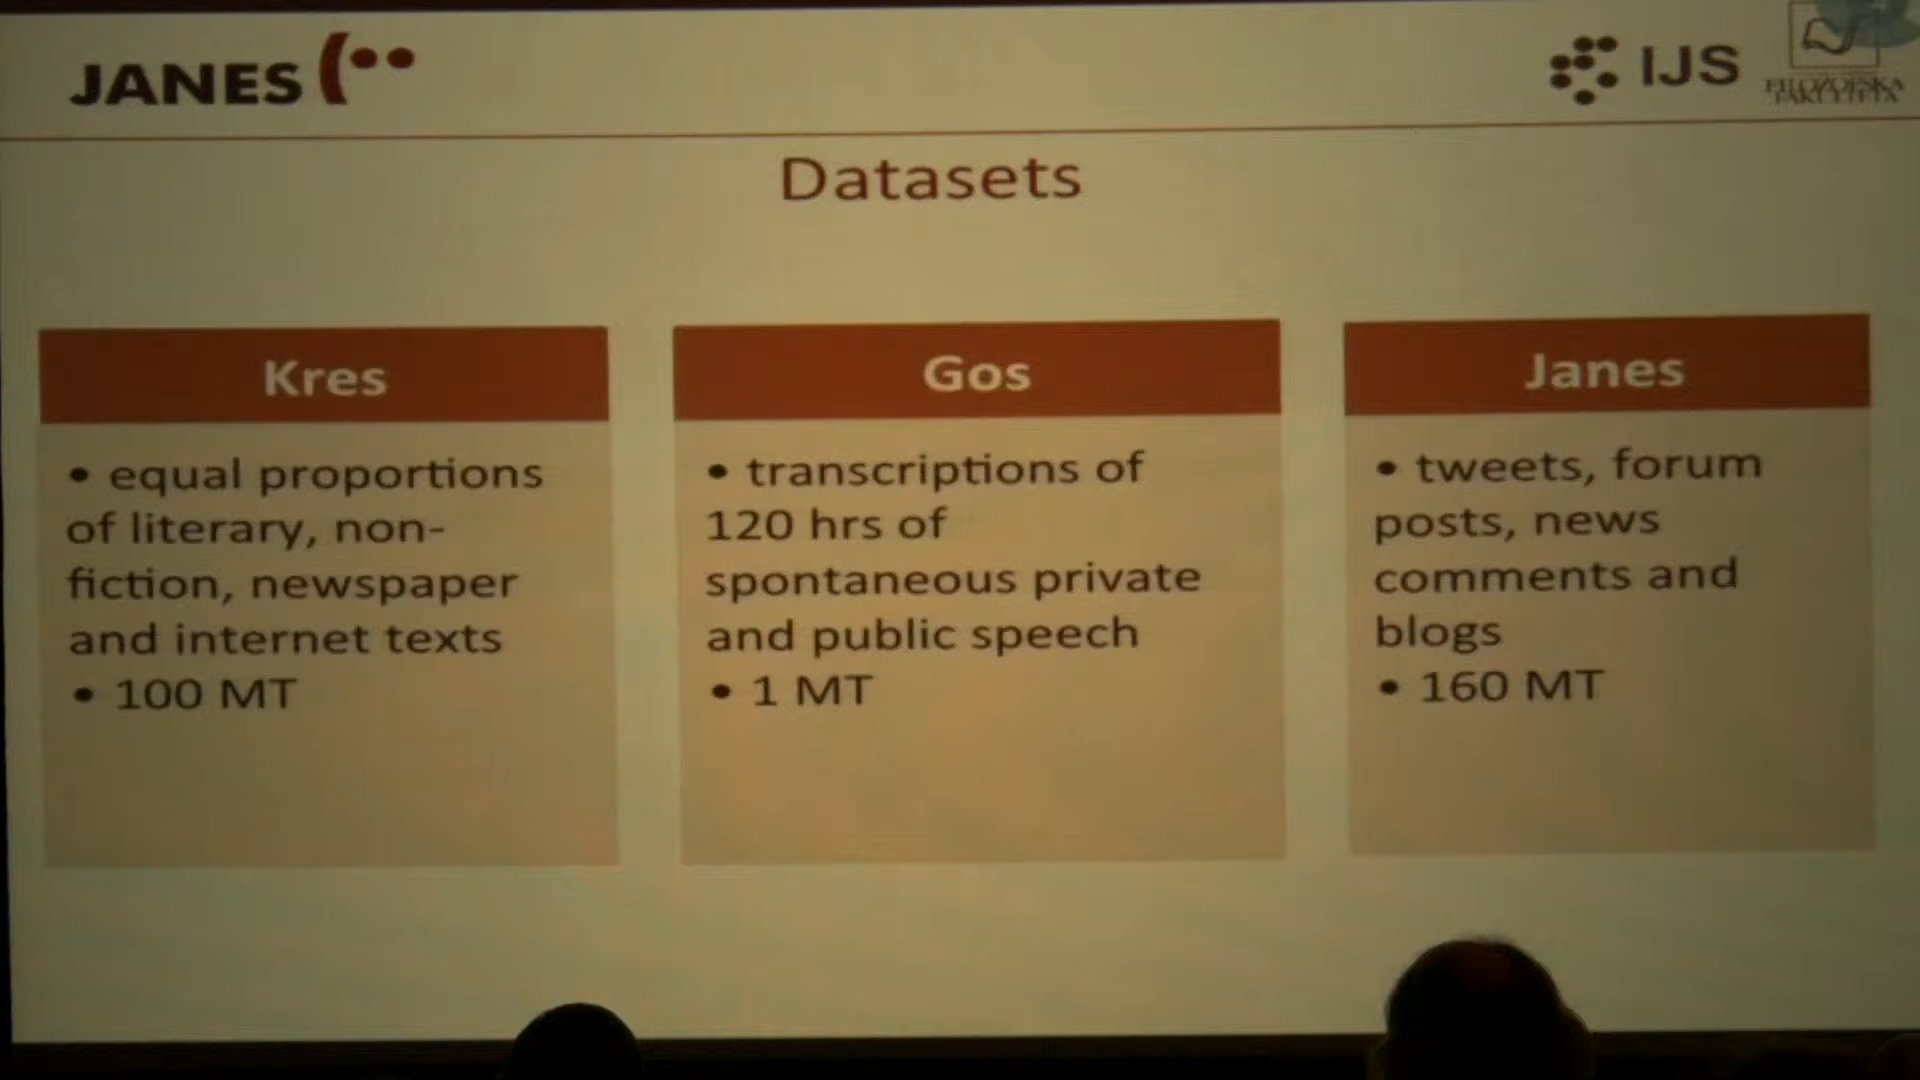 JANES
IJS
FILOZOFSKA
FAKULTETA
Datasets
Kres
• equal proportions
of literary, non-
fiction, newspaper
and internet texts
• 100 MT
Gos
• transcriptions of
120 hrs of
spontaneous private
and public speech
• 1 MT
Janes
• tweets, forum
posts, news
comments and
blogs
• 160 MT